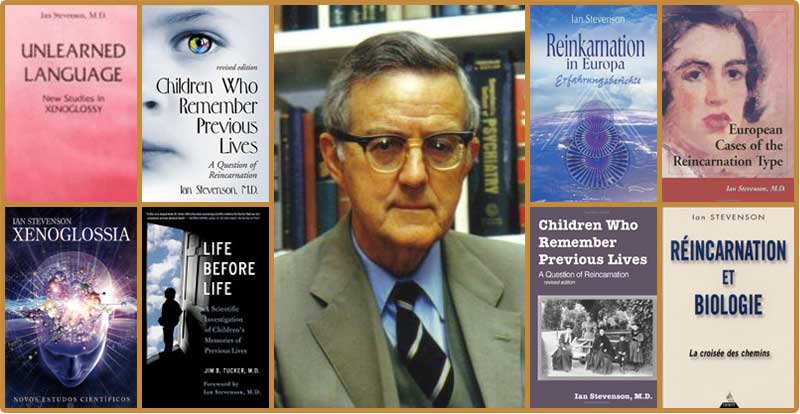 Ian Stevenson, M.D.
UNLEARNED
LANGUAGE
New Studies in
XENOGLOSSY
revised edition
Children Who
Remember
Previous
Lives
A Question of
Reincarnation
Ian Stevenson, M.D.
PSYCHIATRY
Ian Stevenson
Reinkarnation
in Europa
Erfahrungsberichte
European
Cases of the
Reincarnation Type
Ian Stevenson, M.D.
IAN STEVENSON
XENOGLOSSIA
NOVOS ESTUDOS CIENTÍFICOS
LIFE
BEFORE
LIFE
A Scientific
Investigation
of Children's
Memories of
Previous Lives
JIM B. TUCKER, M.D.
Foreword by
Ian Stevenson, M.D.
Children Who
Remember
Previous Lives
A Question of Reincarnation
revised edition
Ian Stevenson, M.D.
Ian STEVENSON
RÉINCARNATION
ET
BIOLOGIE
La croisée des chemins